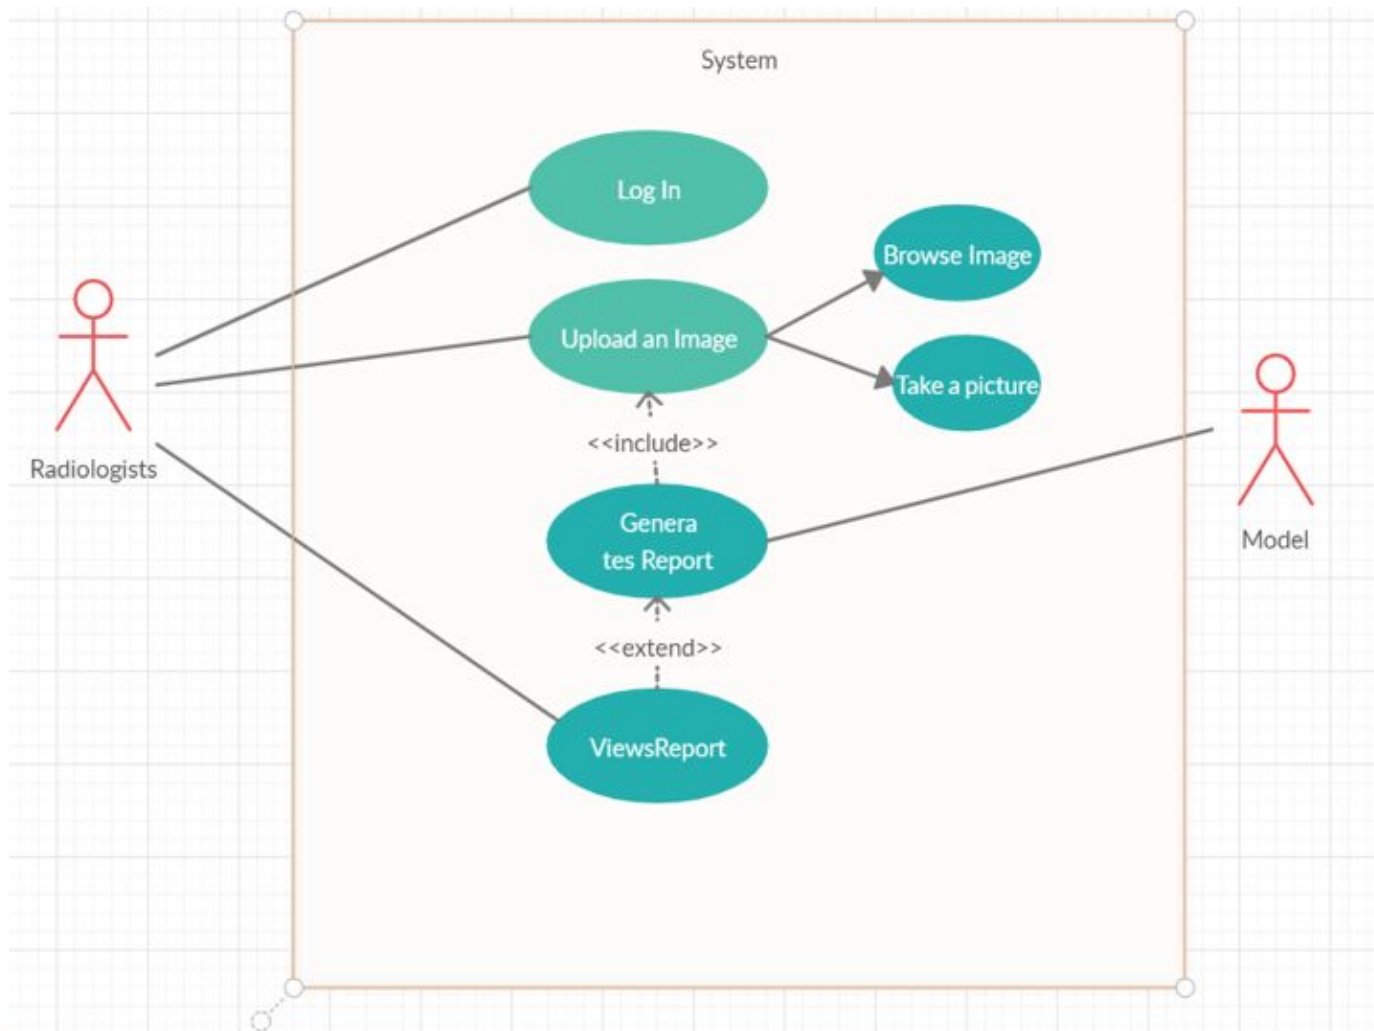 System
Log In
Browse Image
Upload an Image
Take a picture
<<include>>
Radiologists
Genera
tes Report
Model
<<extend>>
ViewsReport